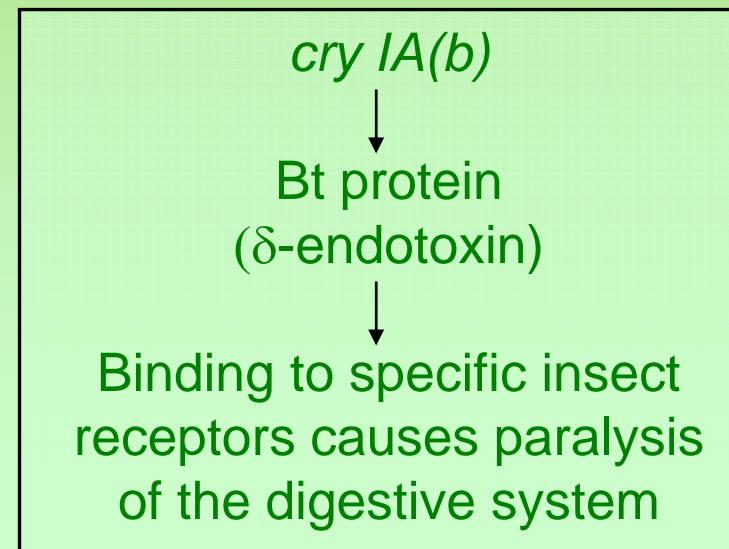 cry IA(b)
Bt protein
(δ-endotoxin)
Binding to specific insect
receptors causes paralysis
of the digestive system